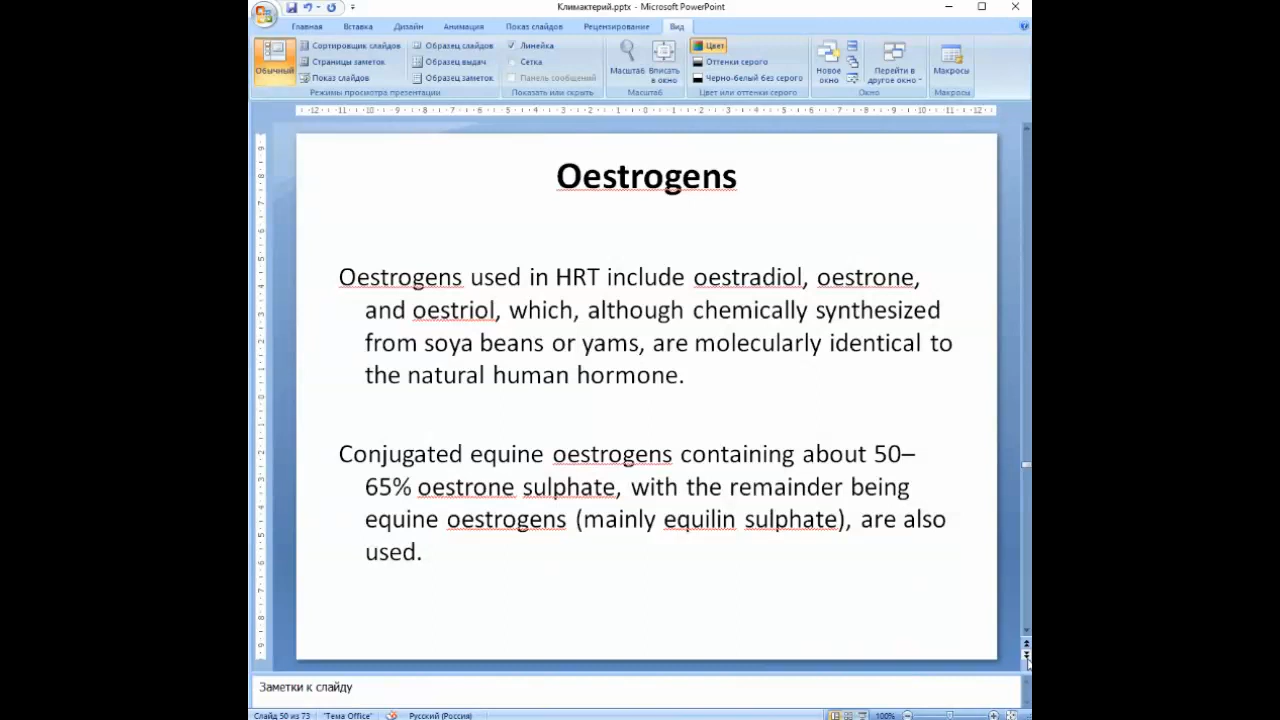 Климактерий.pptx - Microsoft PowerPoint
Главная Вставка Дизайн Анимация Показ слайдов Рецензирование Вид
Обычный
Сортировщик слайдов
Страницы заметок
Показ слайдов
Образец слайдов
Образец выдач
Образец заметок
Режимы просмотра презентации
Линейка
Сетка
Панель сообщений
Показать или скрыть
Масштаб
Вписать в окно
Масштаб
Цвет
Оттенки серого
Черно-белый без серого
Цвет или оттенки серого
Новое окно
Перейти в другое окно
Окно
Макросы
Макросы
Oestrogens
Oestrogens used in HRT include oestradiol, oestrone,
and oestriol, which, although chemically synthesized
from soya beans or yams, are molecularly identical to
the natural human hormone.
Conjugated equine oestrogens containing about 50–
65% oestrone sulphate, with the remainder being
equine oestrogens (mainly equilin sulphate), are also
used.
Заметки к слайду
Слайд 50 из 73 "Тема Office" Русский (Россия) 100%